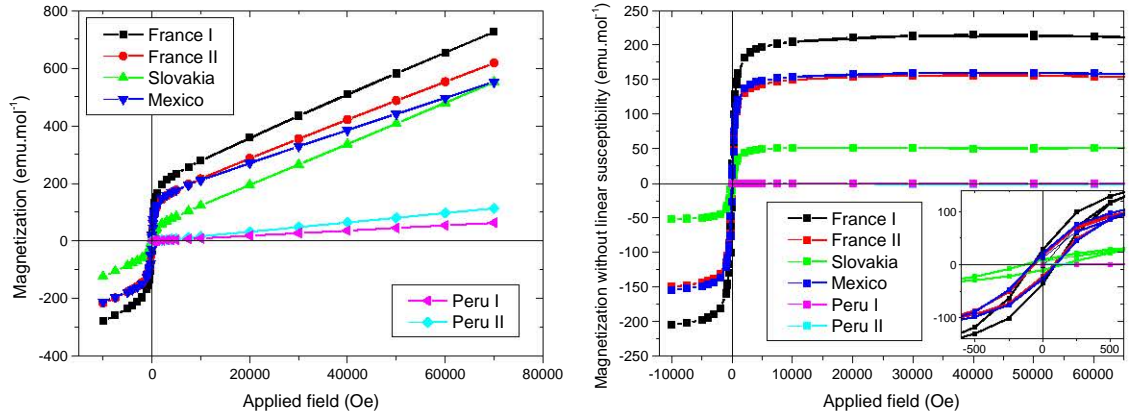 800
600
400
200
0
-200
-400
Magnetization (emu.mol⁻¹)
France I
France II
Slovakia
Mexico
Peru I
Peru II
0 20000 40000 60000 80000
Applied field (Oe)
250
200
150
100
50
0
-50
-100
-150
-200
-250
Magnetization without linear susceptibility (emu.mol⁻¹)
France I
France II
Slovakia
Mexico
Peru I
Peru II
100
0
-100
-500 0 500
-10000 0 10000 20000 30000 40000 50000 60000
Applied field (Oe)